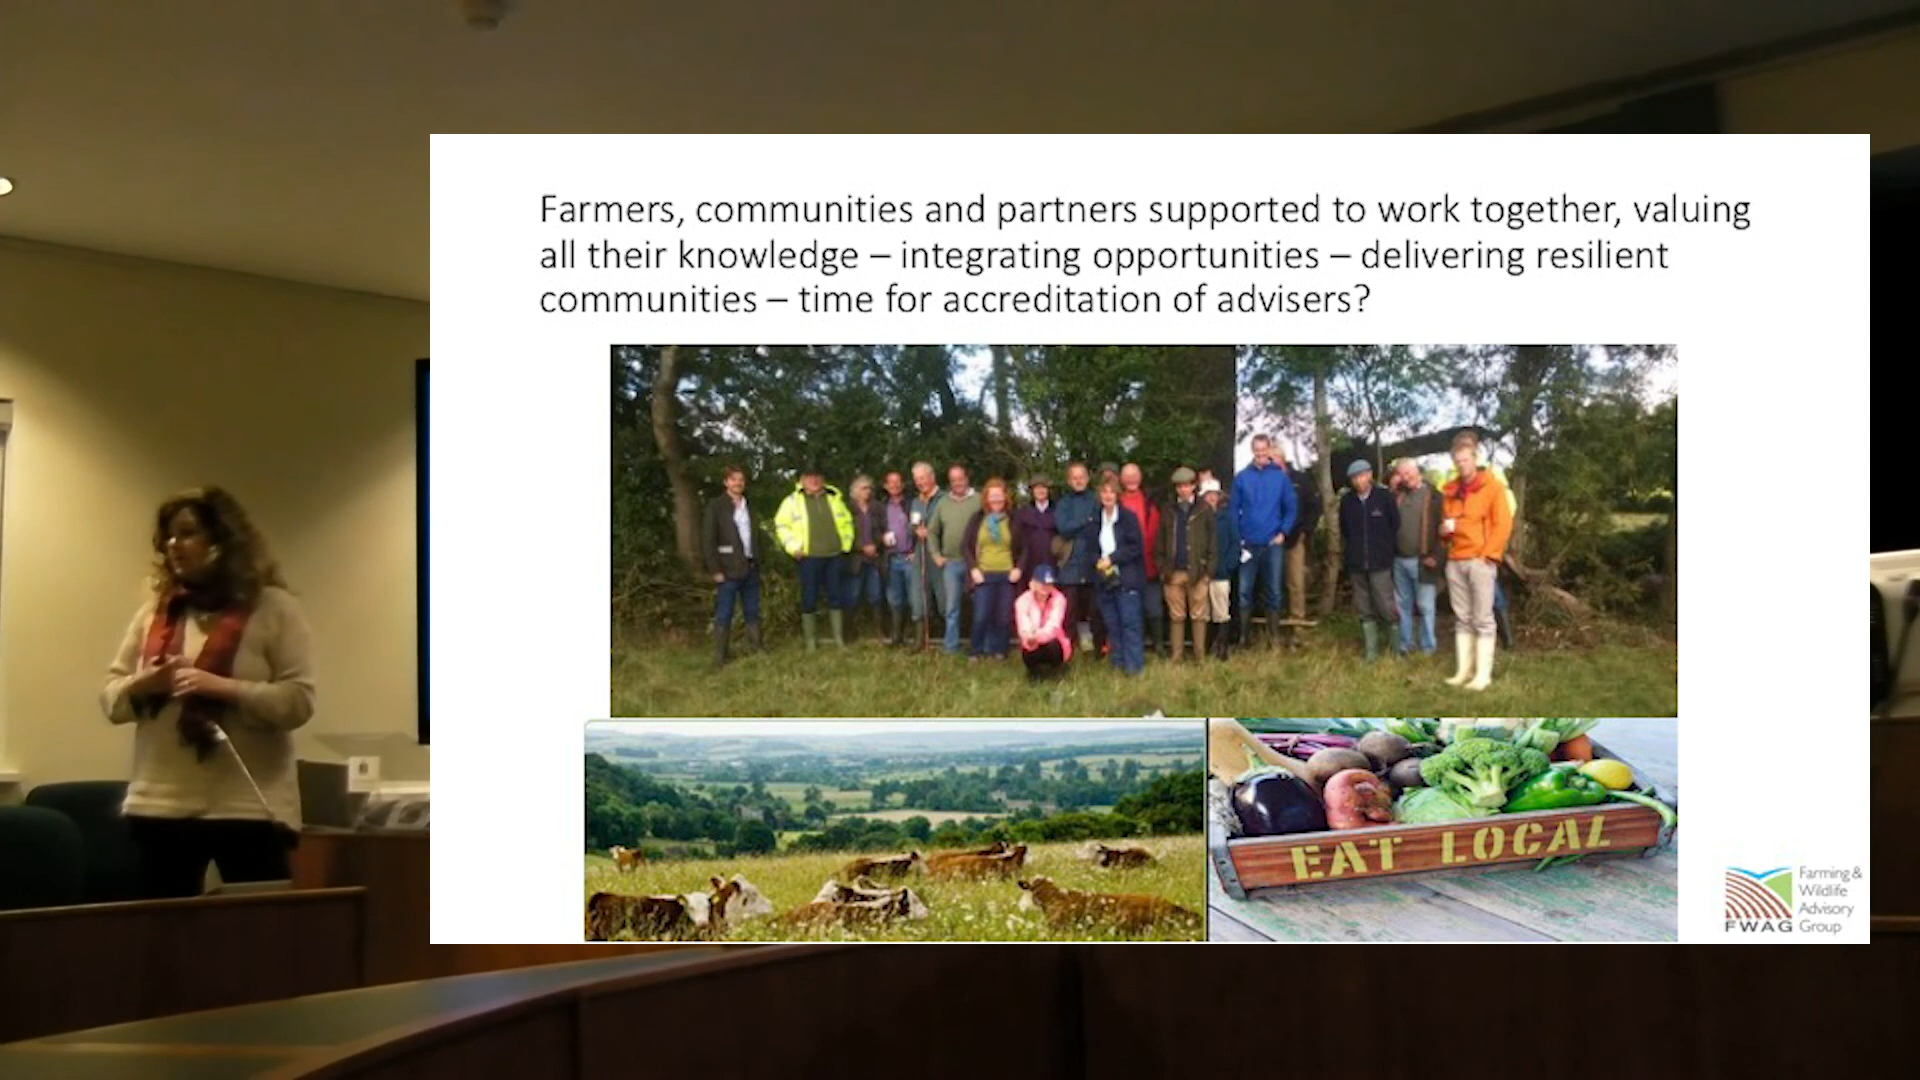 Farmers, communities and partners supported to work together, valuing
all their knowledge – integrating opportunities – delivering resilient
communities – time for accreditation of advisers?
EAT LOCAL
Farming &
Wildlife
Advisory
Group
FWAG